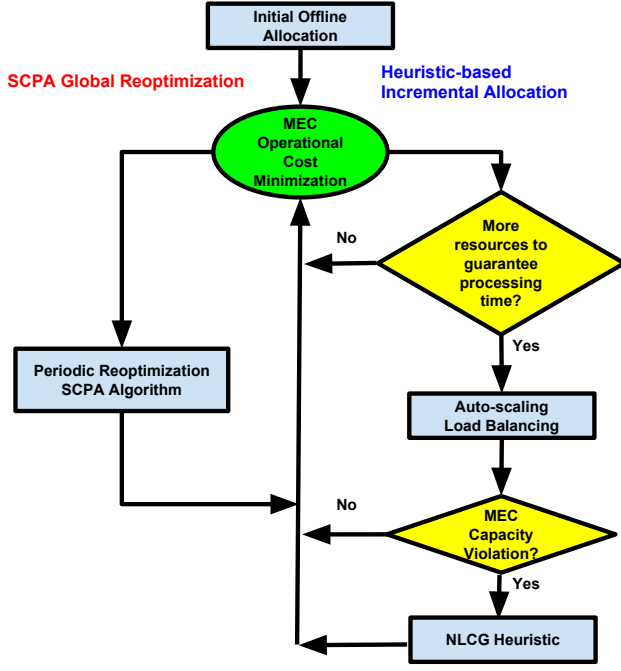 Initial Offline
Allocation
SCPA Global Reoptimization
Heuristic-based
Incremental Allocation
MEC
Operational
Cost
Minimization
No
More
resources to
guarantee
processing
time?
Yes
Periodic Reoptimization
SCPA Algorithm
Auto-scaling
Load Balancing
No
MEC
Capacity
Violation?
Yes
NLCG Heuristic